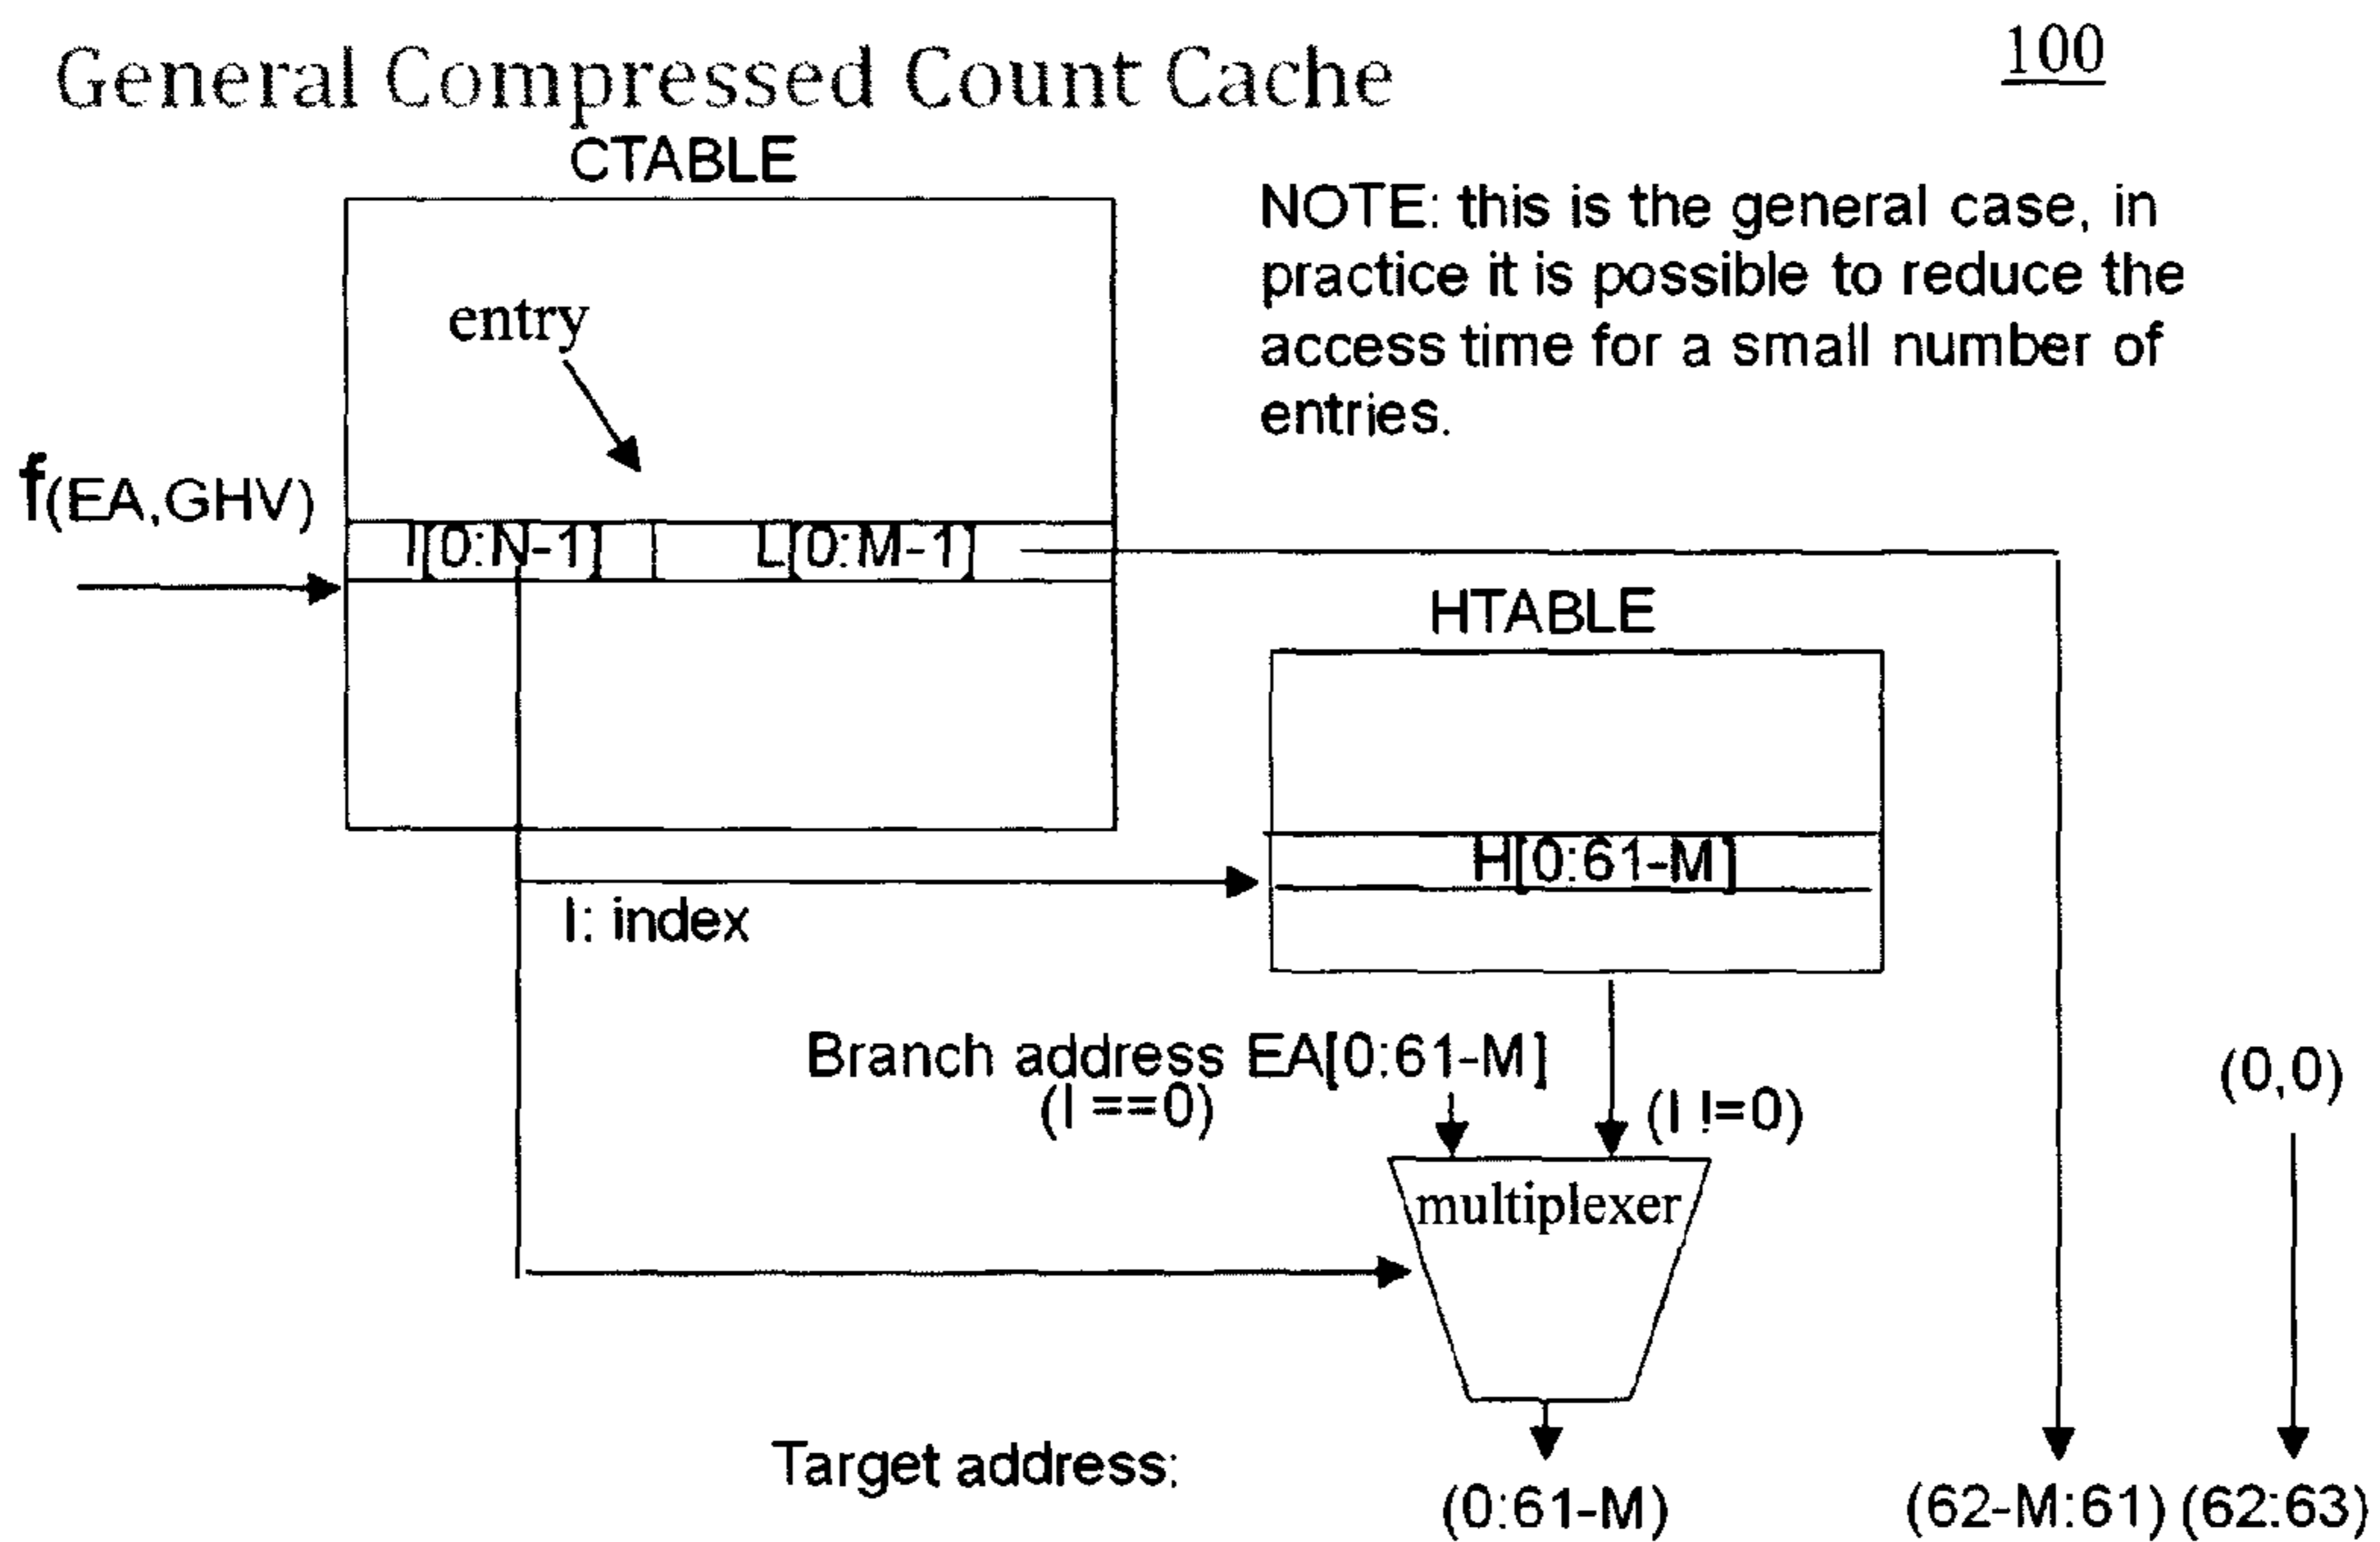 100
General Compressed Count Cache
CTABLE
NOTE: this is the general case, in
practice it is possible to reduce the
access time for a small number of
entries.
entry
f(EA,GHV)
I[0:N-1]
L[0:M-1]
HTABLE
H[0:61-M]
I: index
Branch address EA[0:61-M]
(I ==0)
(I !=0)
(0,0)
multiplexer
Target address:
(0:61-M)
(62-M:61)
(62:63)